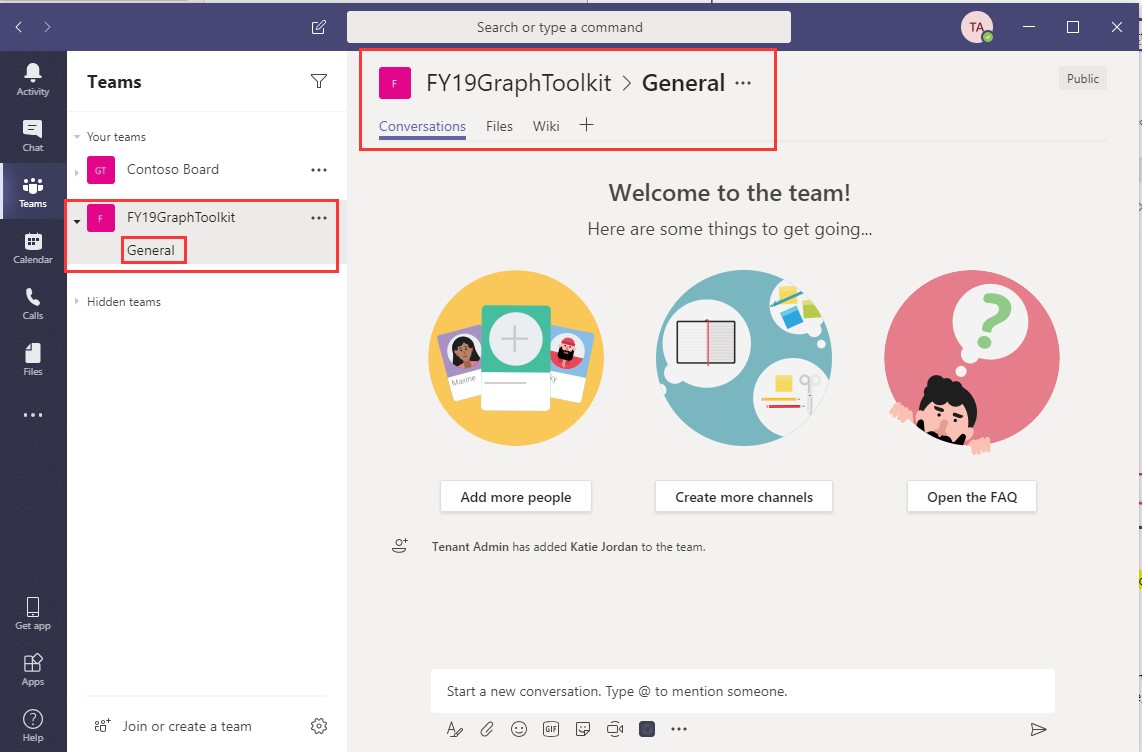 Search or type a command
TA
Activity
Chat
Teams
Calendar
Calls
Files
Get app
Apps
Help
Teams
Your teams
GT Contoso Board
F FY19GraphToolkit
General
Hidden teams
Join or create a team
F FY19GraphToolkit > General
Public
Conversations Files Wiki
Welcome to the team!
Here are some things to get going...
Maxine
Add more people
Create more channels
Open the FAQ
Tenant Admin has added Katie Jordan to the team.
Start a new conversation. Type @ to mention someone.
GIF